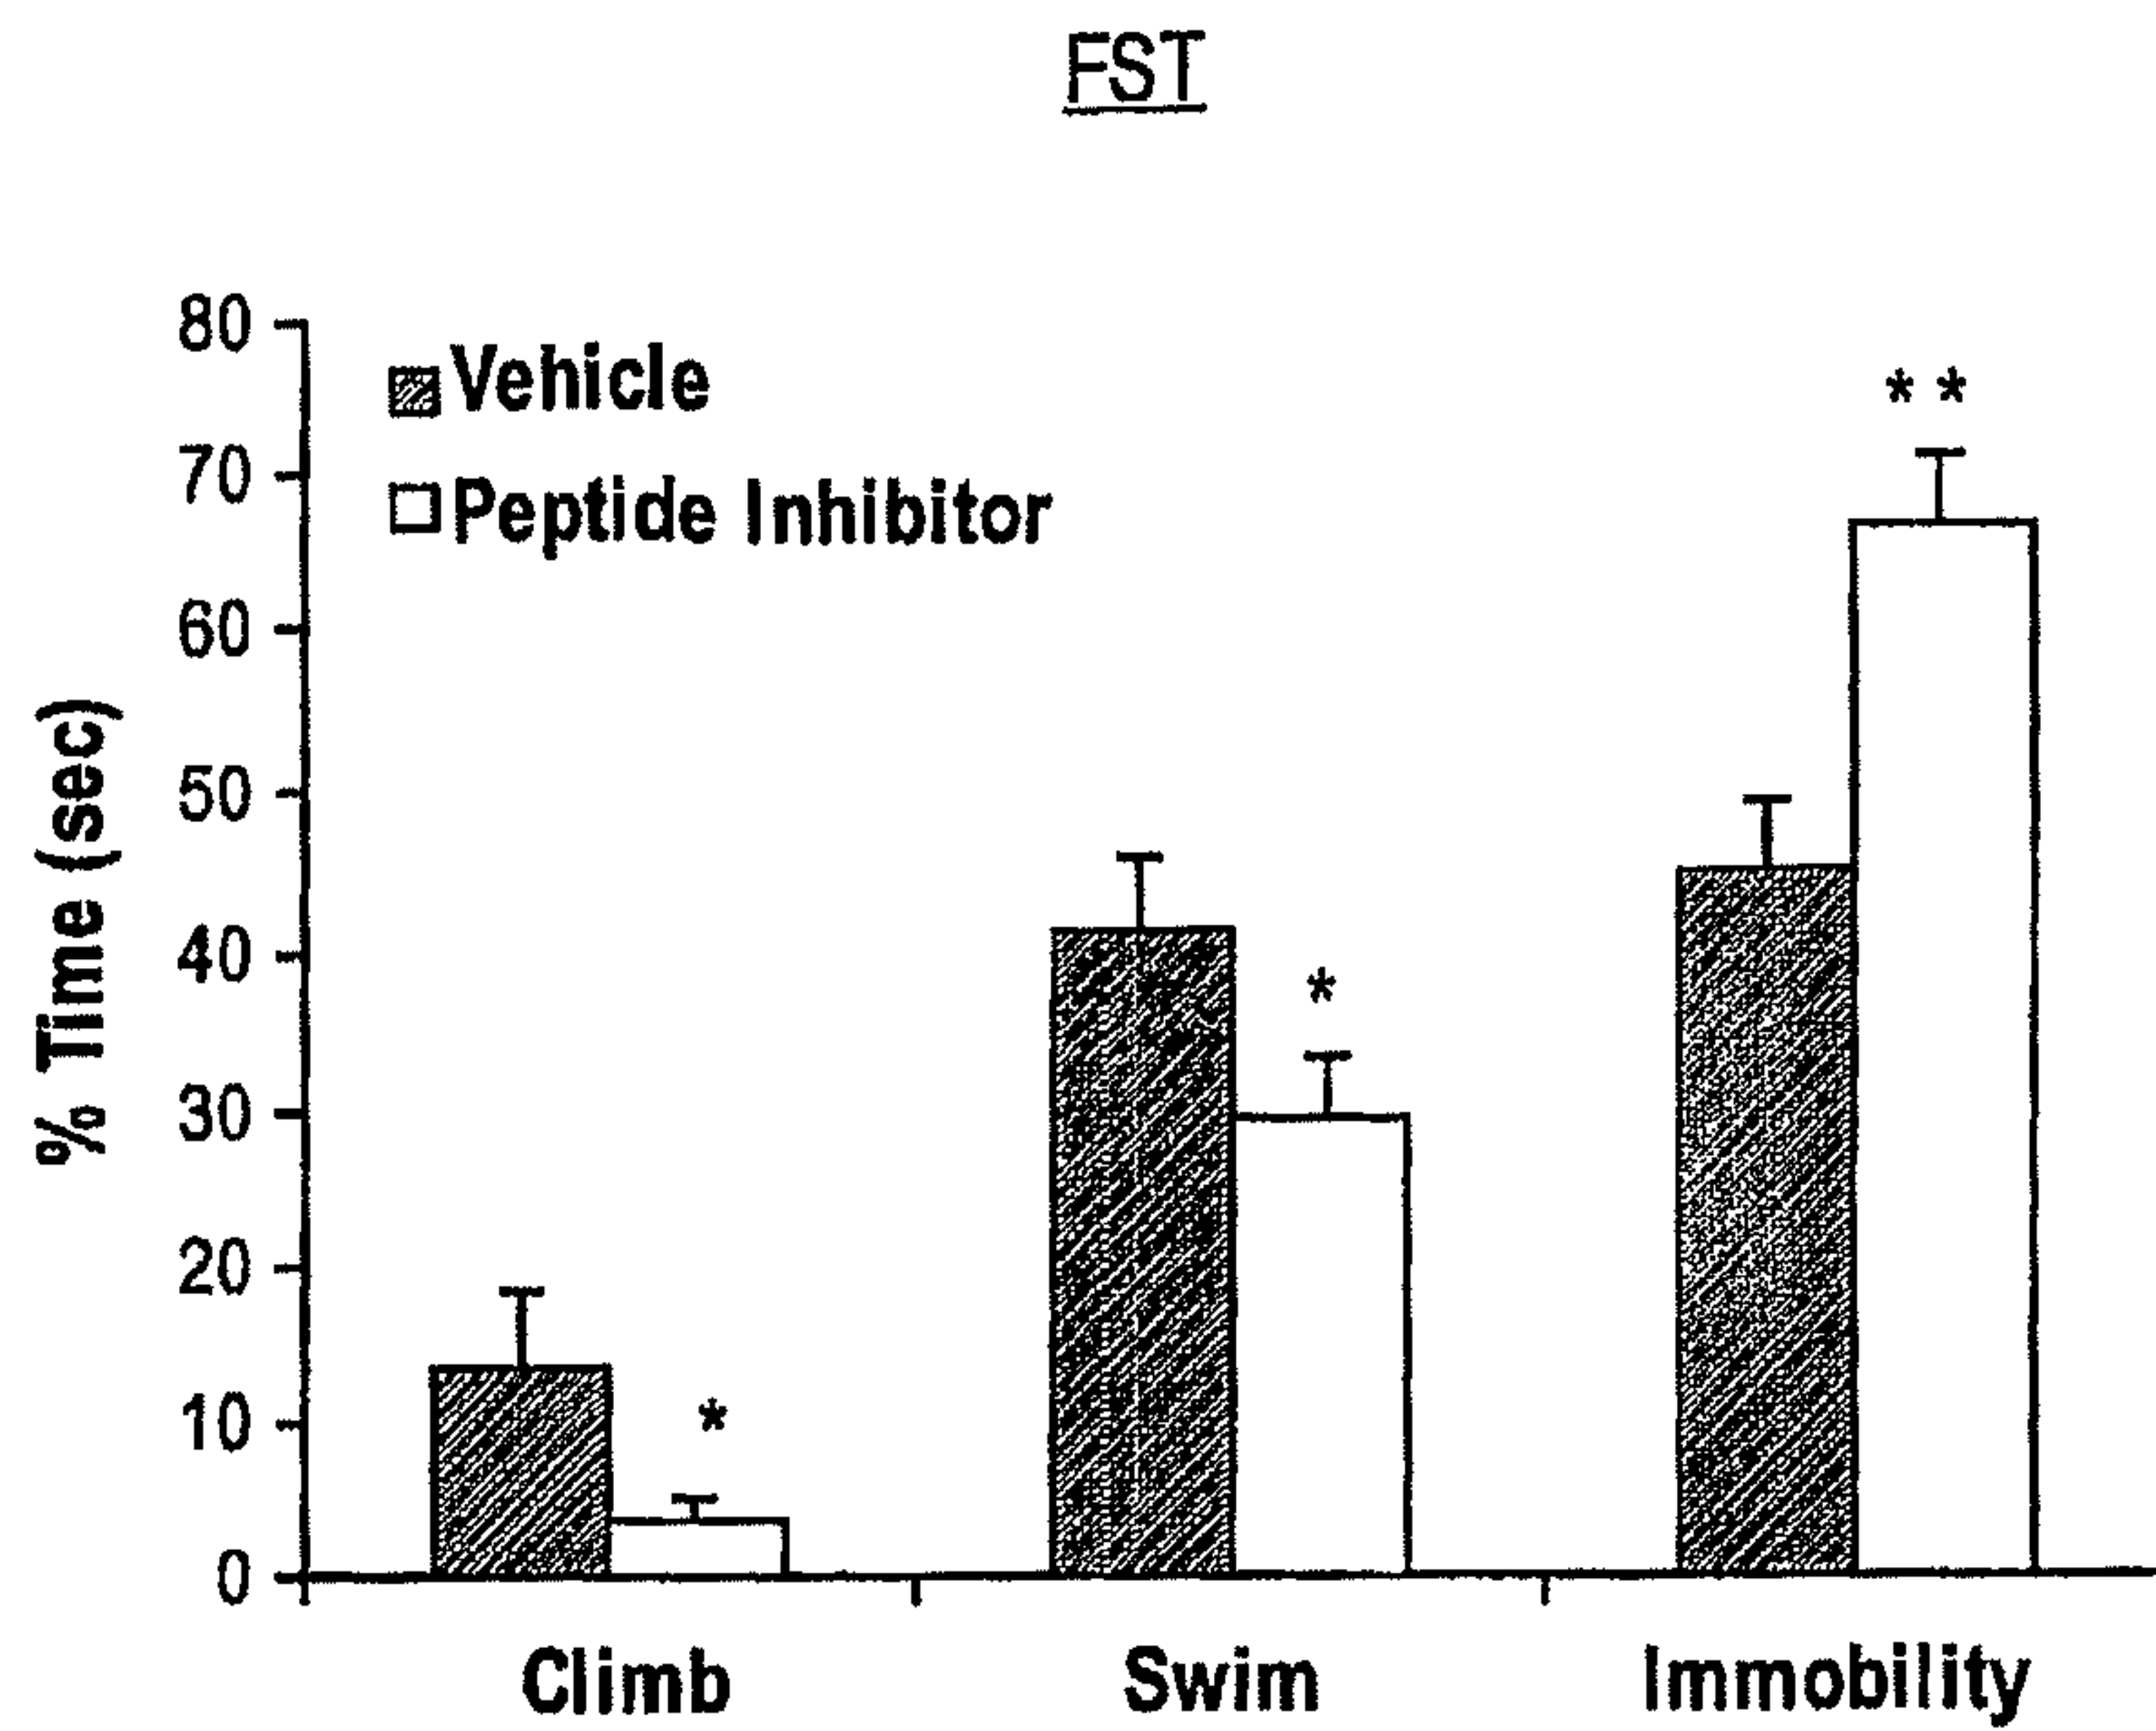 FST
80
70
60
50
40
30
20
10
0
% Time (sec)
Vehicle
Peptide Inhibitor
*
*
**
Climb
Swim
Immobility